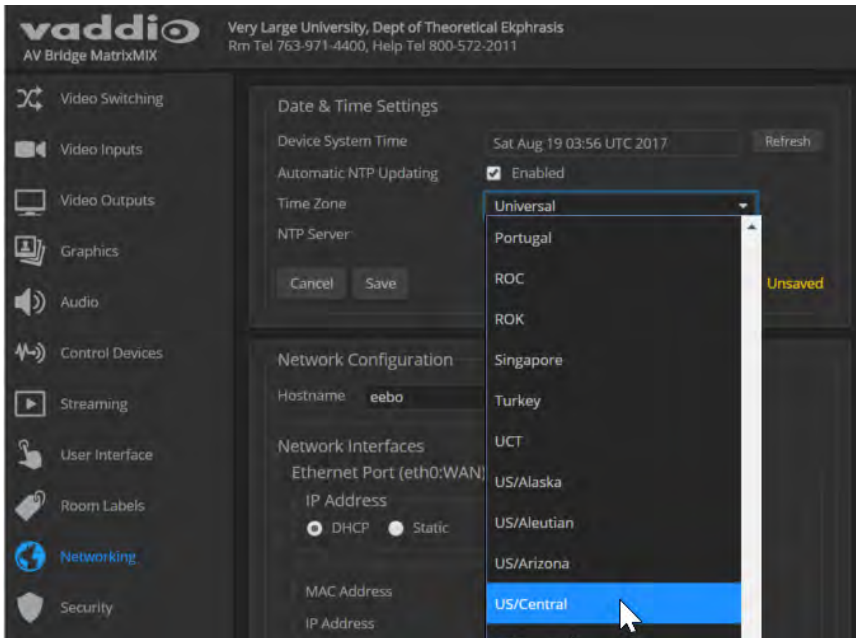 vaddio
AV Bridge MatrixMIX
Very Large University, Dept of Theoretical Ekphrasis
Rm Tel 763-971-4400, Help Tel 800-572-2011
Video Switching
Video Inputs
Video Outputs
Graphics
Audio
Control Devices
Streaming
User Interface
Room Labels
Networking
Security
Date & Time Settings
Device System Time
Sat Aug 19 03:56 UTC 2017
Refresh
Automatic NTP Updating
Enabled
Time Zone
Universal
NTP Server
Cancel
Save
Unsaved
Portugal
ROC
ROK
Singapore
Turkey
UCT
US/Alaska
US/Aleutian
US/Arizona
US/Central
Network Configuration
Hostname
eebo
Network Interfaces
Ethernet Port (eth0:WAN)
IP Address
DHCP
Static
MAC Address
IP Address